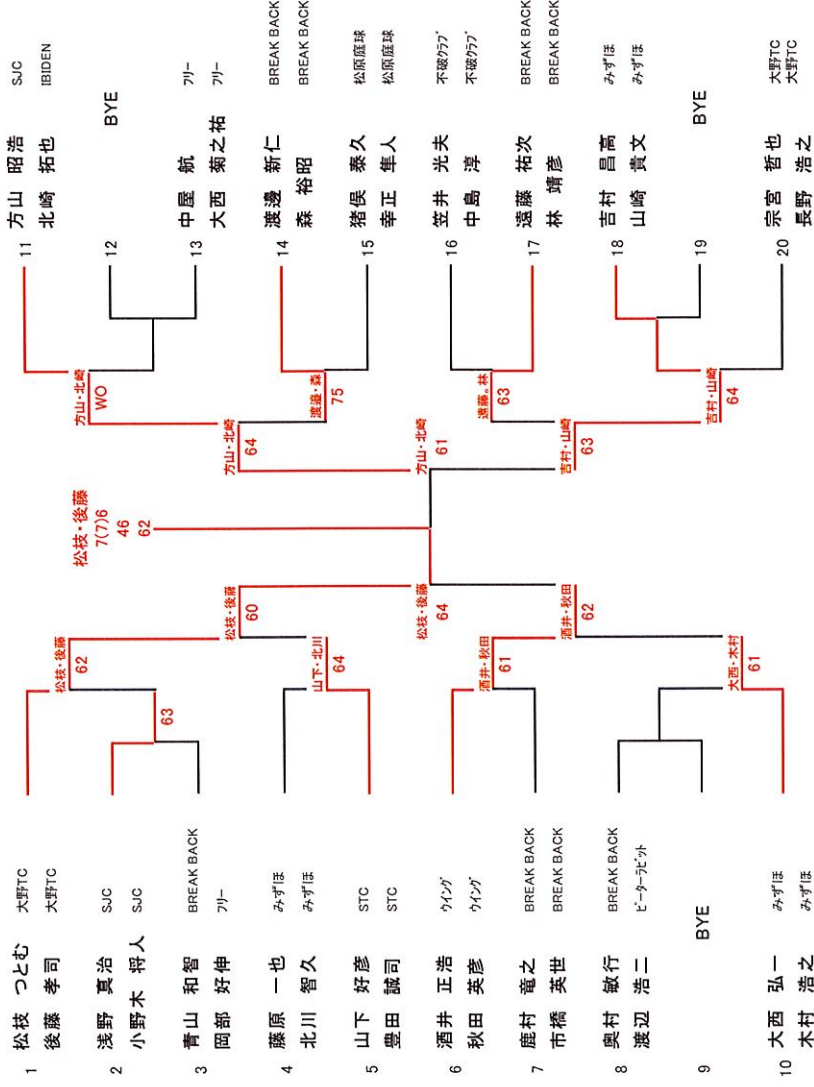 1 松枝 つとむ 大野TC
後藤 孝司 大野TC
2 浅野 真治 SJC
小野木 将人 SJC
3 青山 和智 BREAK BACK
岡部 好伸 フリー
4 藤原 一也 みずほ
北川 智久 みずほ
5 山下 好彦 STC
豊田 誠司 STC
6 酒井 正浩 ウイング
秋田 英彦 ウイング
7 鹿村 竜之 BREAK BACK
市橋 英世 BREAK BACK
8 奥村 敏行 BREAK BACK
渡辺 浩二 ピーターラビット
9 BYE
10 大西 弘一 みずほ
木村 浩之 みずほ
63
松枝・後藤
62
山下・北川
64
酒井・秋田
61
大西・木村
61
松枝・後藤
60
酒井・秋田
62
松枝・後藤
64
松枝・後藤
7(7)6
46
62
方山・北崎
61
方山・北崎
64
吉村・山崎
63
方山・北崎
WO
渡邉・森
75
遠藤。林
63
吉村・山崎
64
11 方山 昭浩 SJC
北崎 拓也 IBIDEN
12 BYE
13 中屋 航 フリー
大西 菊之祐 フリー
14 渡邊 新仁 BREAK BACK
森 裕昭 BREAK BACK
15 猪俣 泰久 松原庭球
幸正 隼人 松原庭球
16 笠井 光夫 不破クラブ
中島 淳 不破クラブ
17 遠藤 祐次 BREAK BACK
林 靖彦 BREAK BACK
18 吉村 昌高 みずほ
山崎 貴文 みずほ
19 BYE
20 宗宮 哲也 大野TC
長野 浩之 大野TC